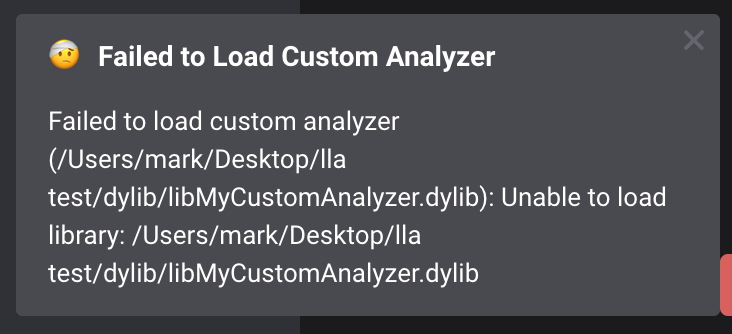 Failed to Load Custom Analyzer
Failed to load custom analyzer
(/Users/mark/Desktop/lla
test/dylib/libMyCustomAnalyzer.dylib): Unable to load
library: /Users/mark/Desktop/lla
test/dylib/libMyCustomAnalyzer.dylib